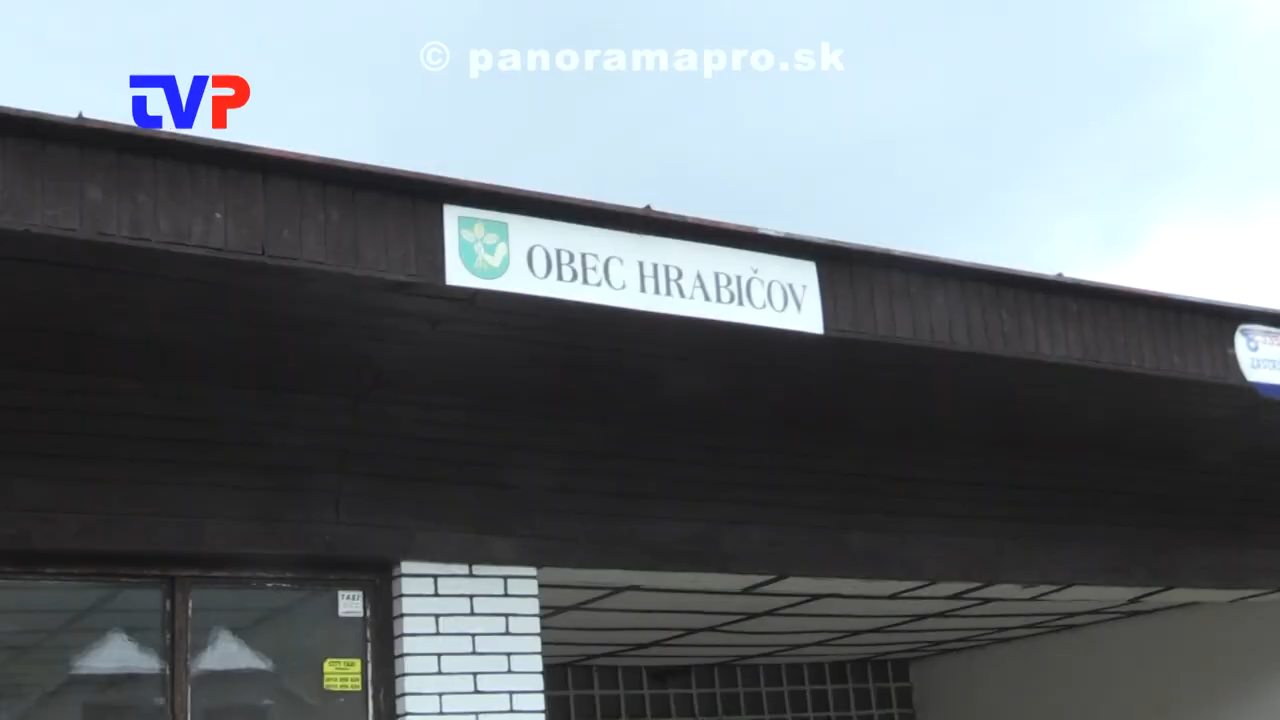 © panoramapro.sk
TVP
OBEC HRABIČOV
TAXI
CITY TAXI